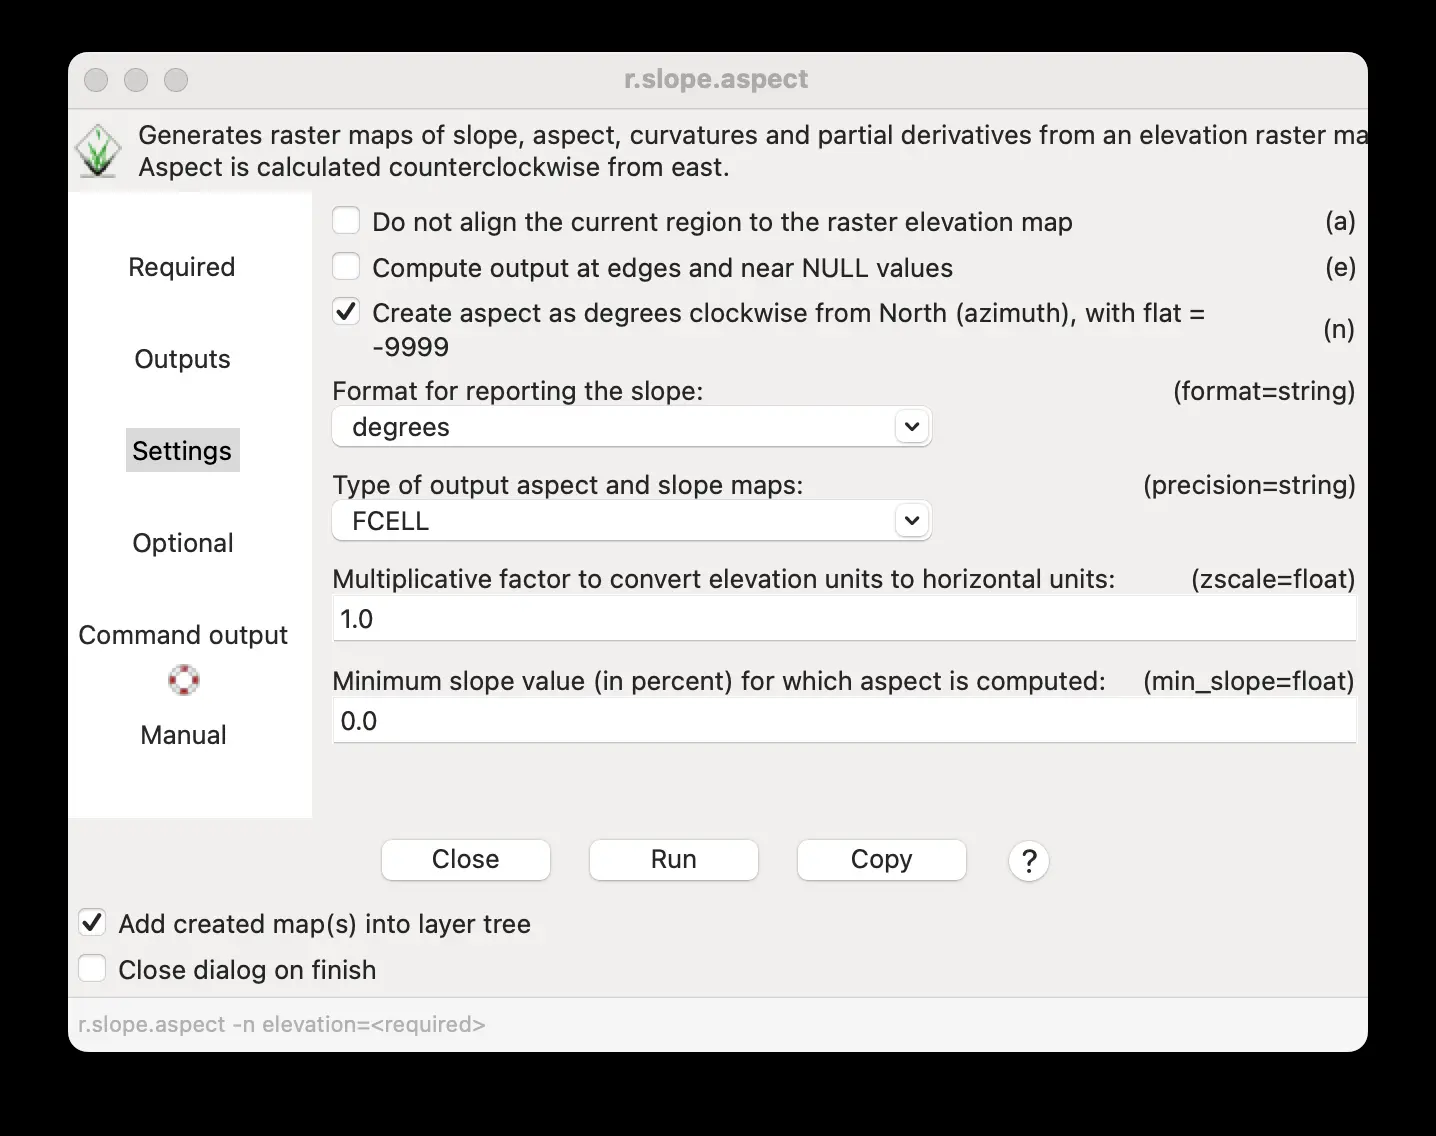 r.slope.aspect
Generates raster maps of slope, aspect, curvatures and partial derivatives from an elevation raster ma
Aspect is calculated counterclockwise from east.
Required
Outputs
Settings
Optional
Command output
Manual
Do not align the current region to the raster elevation map (a)
Compute output at edges and near NULL values (e)
Create aspect as degrees clockwise from North (azimuth), with flat =
-9999 (n)
Format for reporting the slope: (format=string)
degrees
Type of output aspect and slope maps: (precision=string)
FCELL
Multiplicative factor to convert elevation units to horizontal units: (zscale=float)
1.0
Minimum slope value (in percent) for which aspect is computed: (min_slope=float)
0.0
Close Run Copy ?
Add created map(s) into layer tree
Close dialog on finish
r.slope.aspect -n elevation=<required>